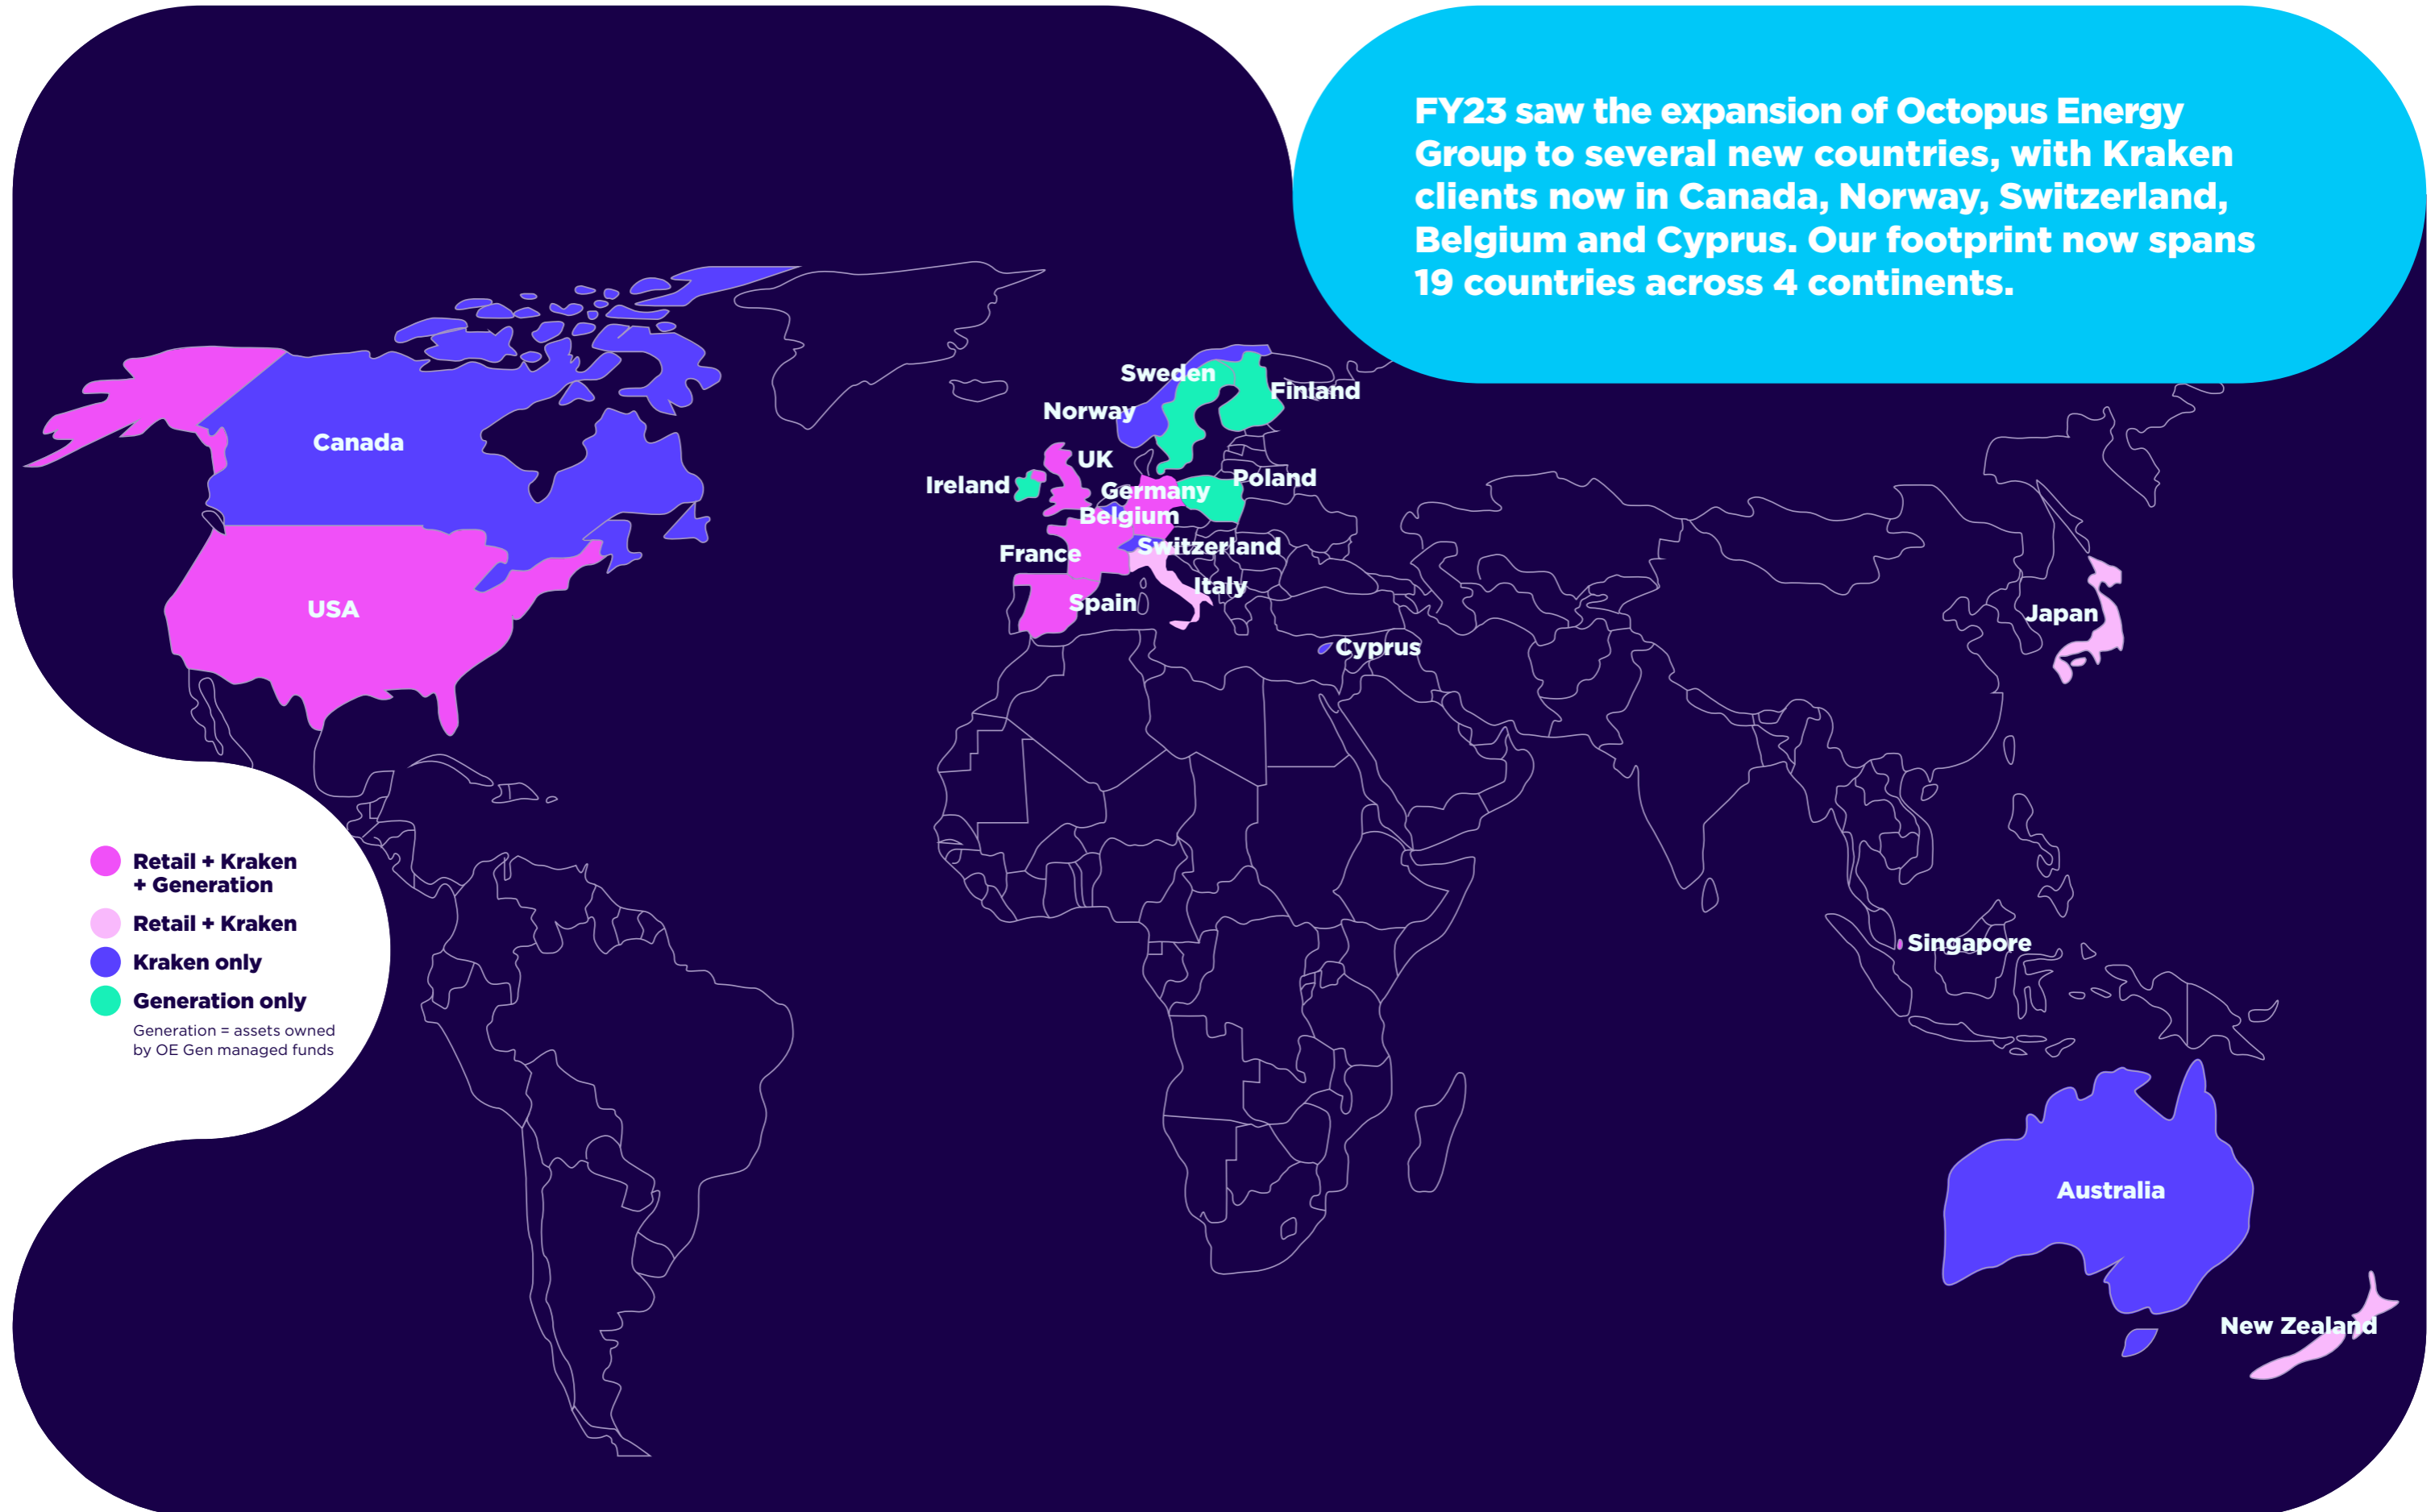 FY23 saw the expansion of Octopus Energy
Group to several new countries, with Kraken
clients now in Canada, Norway, Switzerland,
Belgium and Cyprus. Our footprint now spans
19 countries across 4 continents.
Sweden
Finland
Norway
Canada
UK
Poland
Ireland
Germany
Belgium
Switzerland
France
Italy
Spain
USA
Japan
Cyprus
Retail + Kraken
+ Generation
Retail + Kraken
Kraken only
Generation only
Generation = assets owned
by OE Gen managed funds
Singapore
Australia
New Zealand